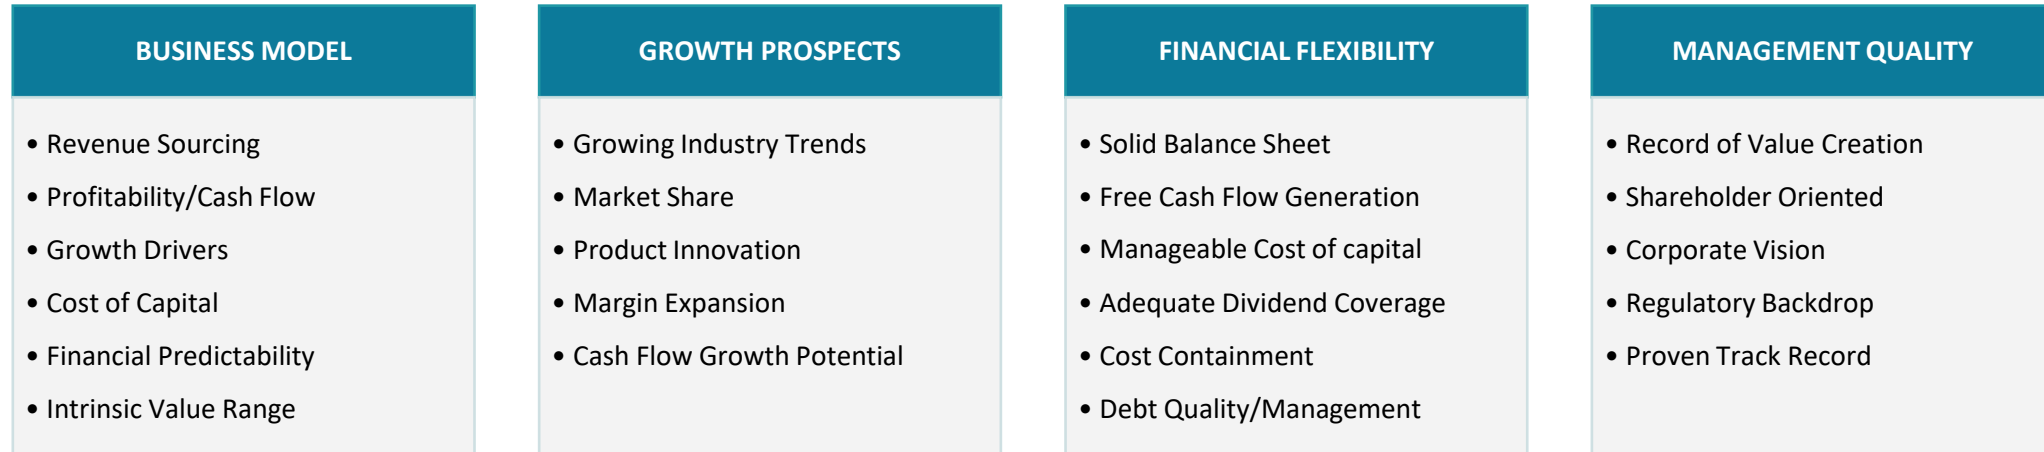 BUSINESS MODEL
• Revenue Sourcing
• Profitability/Cash Flow
• Growth Drivers
• Cost of Capital
• Financial Predictability
• Intrinsic Value Range
GROWTH PROSPECTS
• Growing Industry Trends
• Market Share
• Product Innovation
• Margin Expansion
• Cash Flow Growth Potential
FINANCIAL FLEXIBILITY
• Solid Balance Sheet
• Free Cash Flow Generation
• Manageable Cost of capital
• Adequate Dividend Coverage
• Cost Containment
• Debt Quality/Management
MANAGEMENT QUALITY
• Record of Value Creation
• Shareholder Oriented
• Corporate Vision
• Regulatory Backdrop
• Proven Track Record